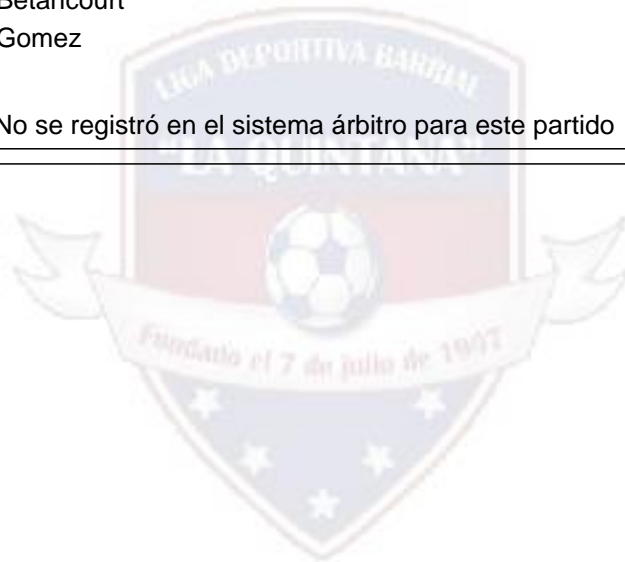 Betancourt
Gomez
LIGA DEPORTIVA BARRIAL
No se registró en el sistema árbitro para este partido
"LA QUINTANA"
Fundado el 7 de julio de